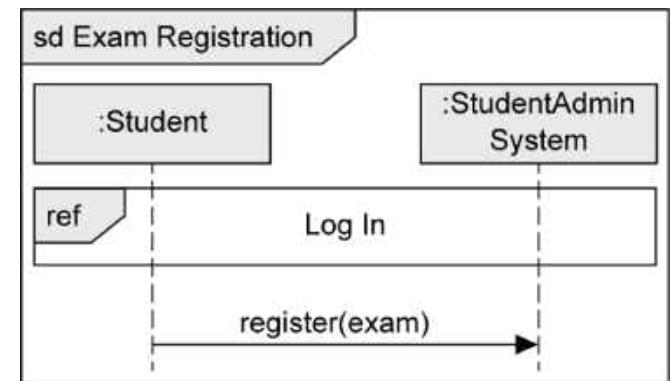 sd Exam Registration
:Student
:StudentAdmin
System
ref
Log In
register(exam)